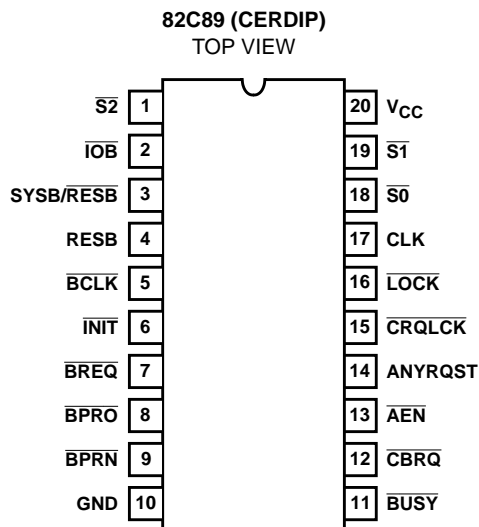 82C89 (CERDIP)
TOP VIEW
S2 1 20 VCC
IOB 2 19 S1
SYSB/RESB 3 18 S0
RESB 4 17 CLK
BCLK 5 16 LOCK
INIT 6 15 CRQLCK
BREQ 7 14 ANYRQST
BPRO 8 13 AEN
BPRN 9 12 CBRQ
GND 10 11 BUSY